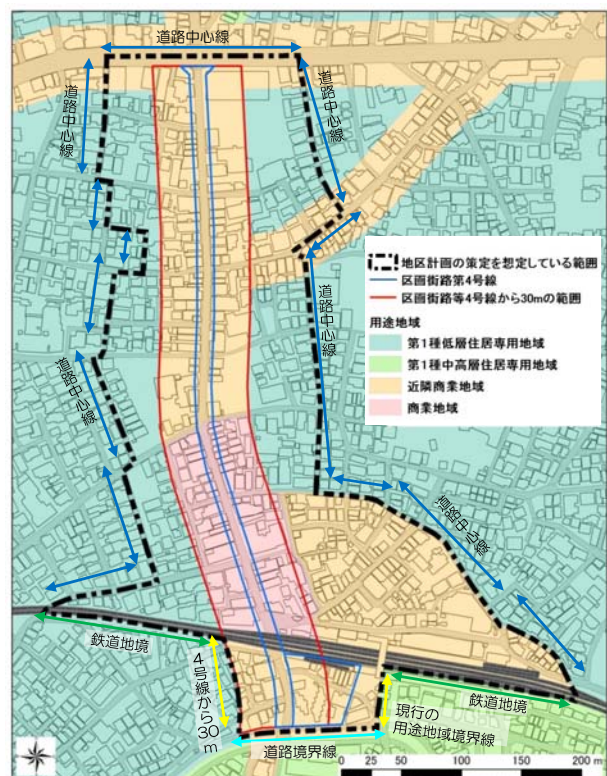 道路中心線
道路中心線
道路中心線
地区計画の策定を想定している範囲
区画街路第4号線
区画街路等4号線から30mの範囲
用途地域
第1種低層住居専用地域
第1種中高層住居専用地域
近隣商業地域
商業地域
道路中心線
道路中心線
道路中心線
鉄道地境
4号線から30m
道路境界線
現行の
用途地域境界線
鉄道地境
0 25 50 100 150 200 m